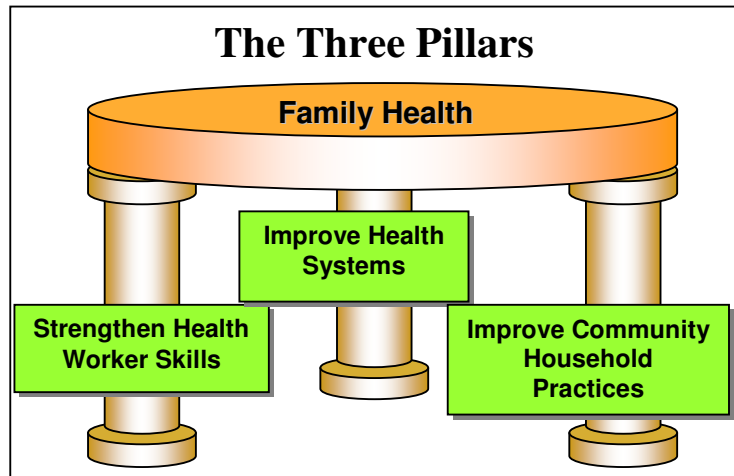 The Three Pillars
Family Health
Improve Health
Systems
Strengthen Health
Worker Skills
Improve Community
Household
Practices